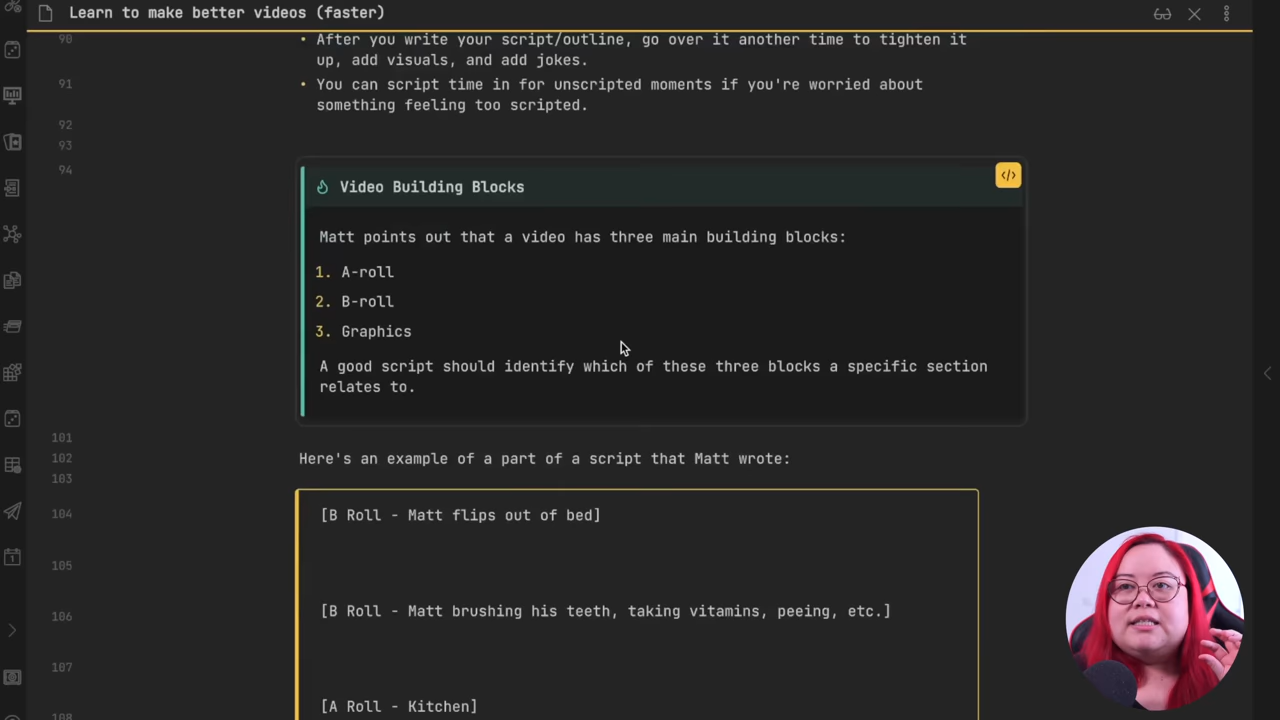 Learn to make better videos (faster)
90
• After you write your script/outline, go over it another time to tighten it
up, add visuals, and add jokes.
91
• You can script time in for unscripted moments if you're worried about
something feeling too scripted.
92
93
94
Video Building Blocks
</>
Matt points out that a video has three main building blocks:
1. A-roll
2. B-roll
3. Graphics
A good script should identify which of these three blocks a specific section
relates to.
101
102
Here's an example of a part of a script that Matt wrote:
103
104
[B Roll - Matt flips out of bed]
105
106
[B Roll - Matt brushing his teeth, taking vitamins, peeing, etc.]
107
[A Roll - Kitchen]
108